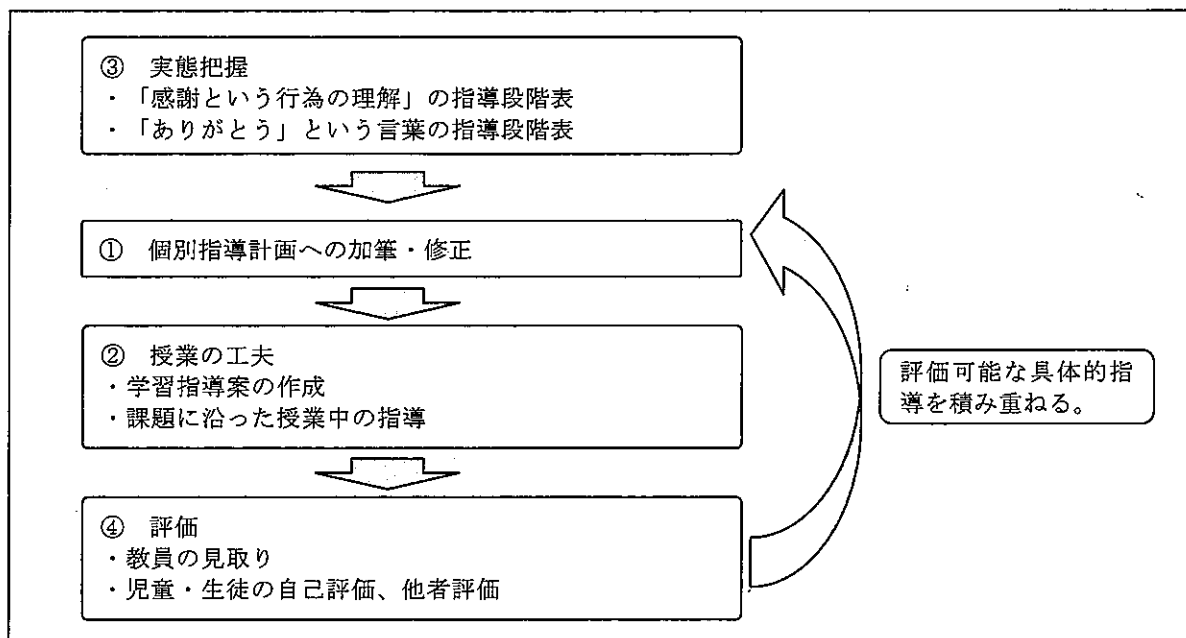 ③ 実態把握
・「感謝という行為の理解」の指導段階表
・「ありがとう」という言葉の指導段階表
① 個別指導計画への加筆・修正
② 授業の工夫
・学習指導案の作成
・課題に沿った授業中の指導
評価可能な具体的指
導を積み重ねる。
④ 評価
・教員の見取り
・児童・生徒の自己評価、他者評価